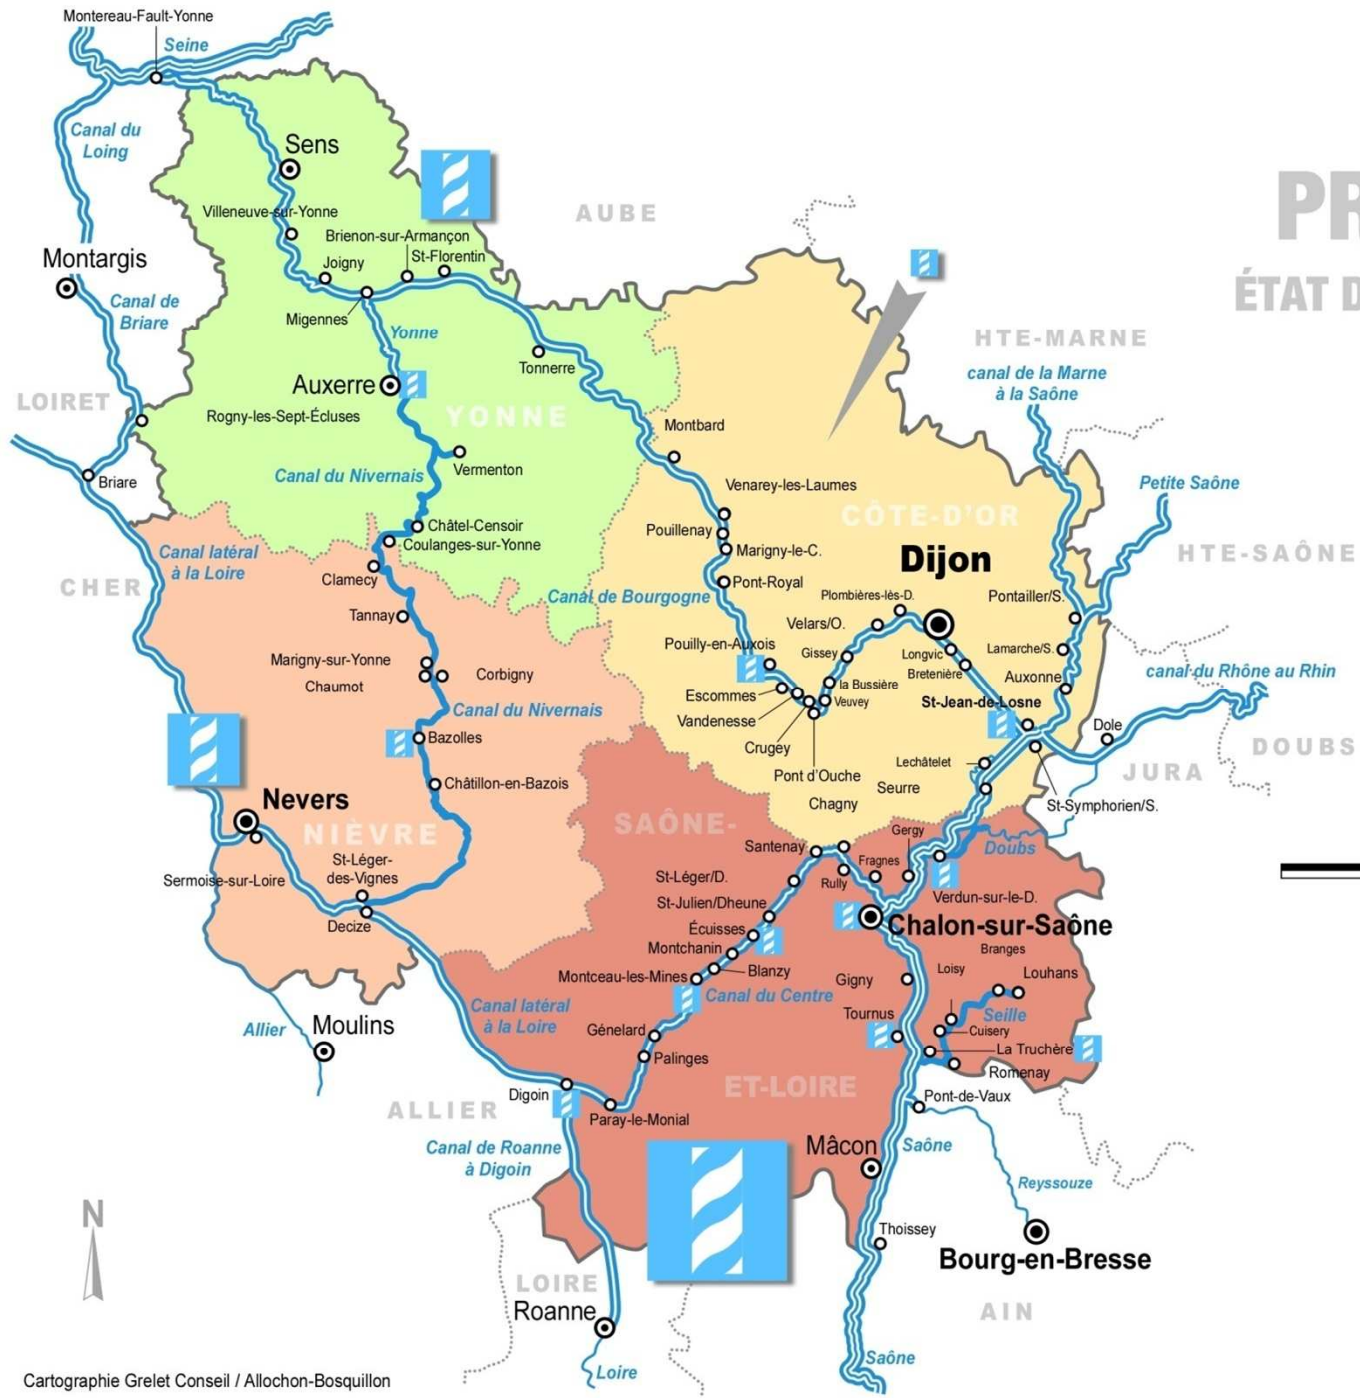 Montereau-Fault-Yonne
Seine
Canal du
Loing
Sens
Villeneuve-sur-Yonne
Brienon-sur-Armançon
St-Florentin
Joigny
Migennes
AUBE
PR
ÉTAT D
Montargis
Canal de
Briare
Yonne
Tonnerre
HTE-MARNE
canal de la Marne
à la Saône
LOIRET
Auxerre
Rogny-les-Sept-Écluses
YONNE
Montbard
Briare
Canal du Nivernais
Vermenton
Venarey-les-Laumes
Petite Saône
Châtel-Censoir
Coulanges-sur-Yonne
Pouillenay
CÔTE-D'OR
Marigny-le-C.
HTE-SAÔNE
Canal latéral
à la Loire
CHER
Clamecy
Dijon
Pont-Royal
Canal de Bourgogne
Plombières-lès-D.
Pontailler/S.
Tannay
Velars/O.
Pouilly-en-Auxois
Gissey
Longvic
Lamarche/S.
Bretenière
Marigny-sur-Yonne
Chaumot
Corbigny
Auxonne
canal du Rhône au Rhin
Escommes
la Bussière
Veuvey
St-Jean-de-Losne
Canal du Nivernais
Vandenesse
Dole
Bazolles
Crugey
DOUBS
Pont d'Ouche
Lechâtelet
JURA
Châtillon-en-Bazois
Seurre
Chagny
St-Symphorien/S.
Nevers
NIÈVRE
SAÔNE-
Gergy
Santenay
Doubs
Fragnes
St-Léger-
des-Vignes
Sermoise-sur-Loire
St-Léger/D.
Rully
Verdun-sur-le-D.
St-Julien/Dheune
Decize
Écuisses
Chalon-sur-Saône
Montchanin
Branges
Montceau-les-Mines
Blanzy
Gigny
Loisy
Louhans
Canal latéral
à la Loire
Canal du Centre
Tournus
Seille
Allier
Moulins
Génelard
Cuisery
Palinges
La Truchère
Romenay
ET-LOIRE
Digoin
Pont-de-Vaux
ALLIER
Paray-le-Monial
Canal de Roanne
à Digoin
Mâcon
Saône
Reyssouze
N
Thoissey
Bourg-en-Bresse
LOIRE
Roanne
AIN
Saône
Loire
Cartographie Grelet Conseil / Allochon-Bosquillon